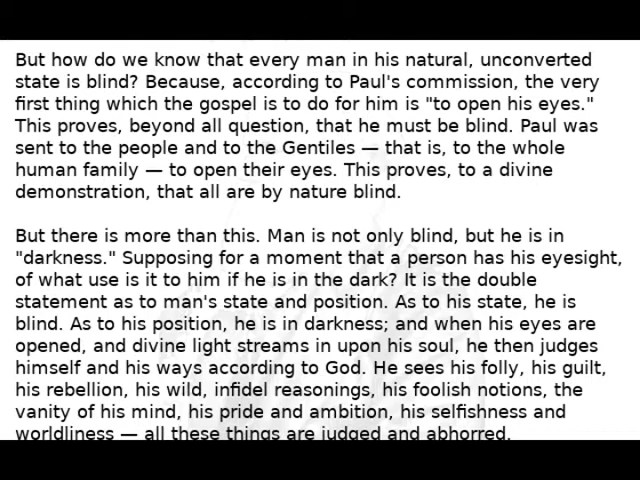 But how do we know that every man in his natural, unconverted
state is blind? Because, according to Paul's commission, the very
first thing which the gospel is to do for him is "to open his eyes."
This proves, beyond all question, that he must be blind. Paul was
sent to the people and to the Gentiles — that is, to the whole
human family — to open their eyes. This proves, to a divine
demonstration, that all are by nature blind.
But there is more than this. Man is not only blind, but he is in
"darkness." Supposing for a moment that a person has his eyesight,
of what use is it to him if he is in the dark? It is the double
statement as to man's state and position. As to his state, he is
blind. As to his position, he is in darkness; and when his eyes are
opened, and divine light streams in upon his soul, he then judges
himself and his ways according to God. He sees his folly, his guilt,
his rebellion, his wild, infidel reasonings, his foolish notions, the
vanity of his mind, his pride and ambition, his selfishness and
worldliness — all these things are judged and abhorred.